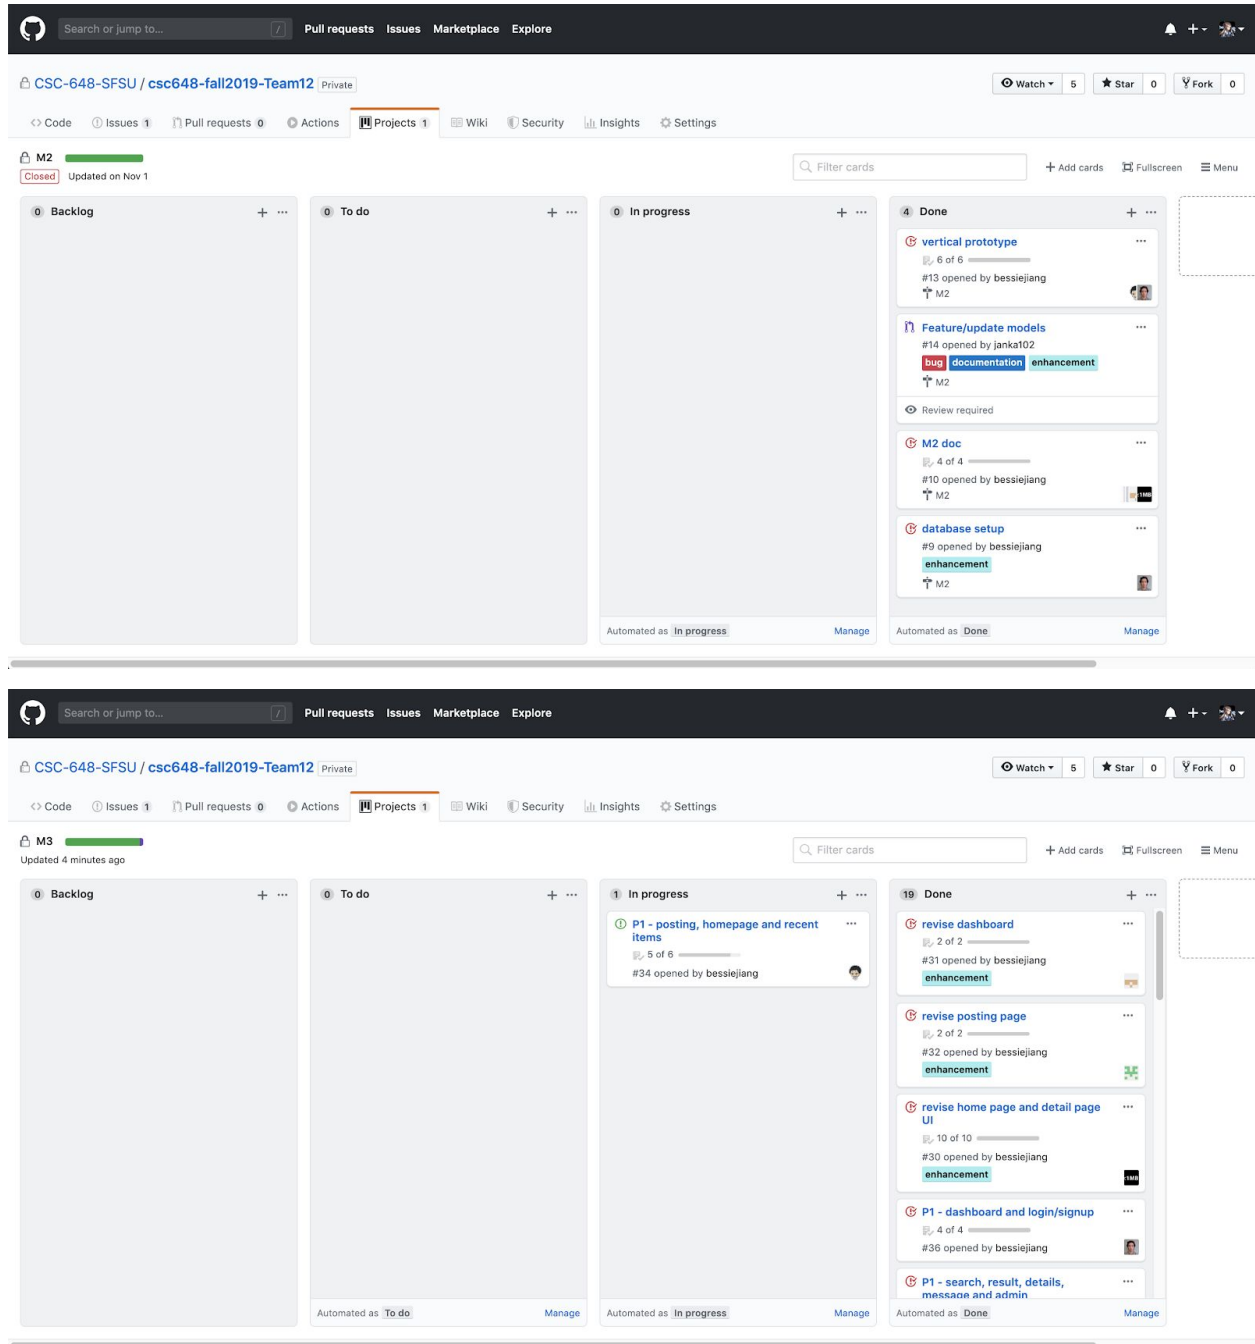 Search or jump to... / Pull requests Issues Marketplace Explore
CSC-648-SFSU / csc648-fall2019-Team12 Private Watch 5 Star 0 Fork 0
Code Issues 1 Pull requests 0 Actions Projects 1 Wiki Security Insights Settings
M2
Closed Updated on Nov 1
Filter cards Add cards Fullscreen Menu
0 Backlog
0 To do
0 In progress
Automated as In progress Manage
4 Done
vertical prototype
6 of 6
#13 opened by bessiejiang
M2
Feature/update models
#14 opened by janka102
bug documentation enhancement
M2
Review required
M2 doc
4 of 4
#10 opened by bessiejiang
M2
database setup
#9 opened by bessiejiang
enhancement
M2
Automated as Done Manage
Search or jump to... / Pull requests Issues Marketplace Explore
CSC-648-SFSU / csc648-fall2019-Team12 Private Watch 5 Star 0 Fork 0
Code Issues 1 Pull requests 0 Actions Projects 1 Wiki Security Insights Settings
M3
Updated 4 minutes ago
Filter cards Add cards Fullscreen Menu
0 Backlog
0 To do
Automated as To do Manage
1 In progress
P1 - posting, homepage and recent
items
5 of 6
#34 opened by bessiejiang
Automated as In progress Manage
19 Done
revise dashboard
2 of 2
#31 opened by bessiejiang
enhancement
revise posting page
2 of 2
#32 opened by bessiejiang
enhancement
revise home page and detail page
UI
10 of 10
#30 opened by bessiejiang
enhancement
P1 - dashboard and login/signup
4 of 4
#36 opened by bessiejiang
P1 - search, result, details,
message and admin
Automated as Done Manage